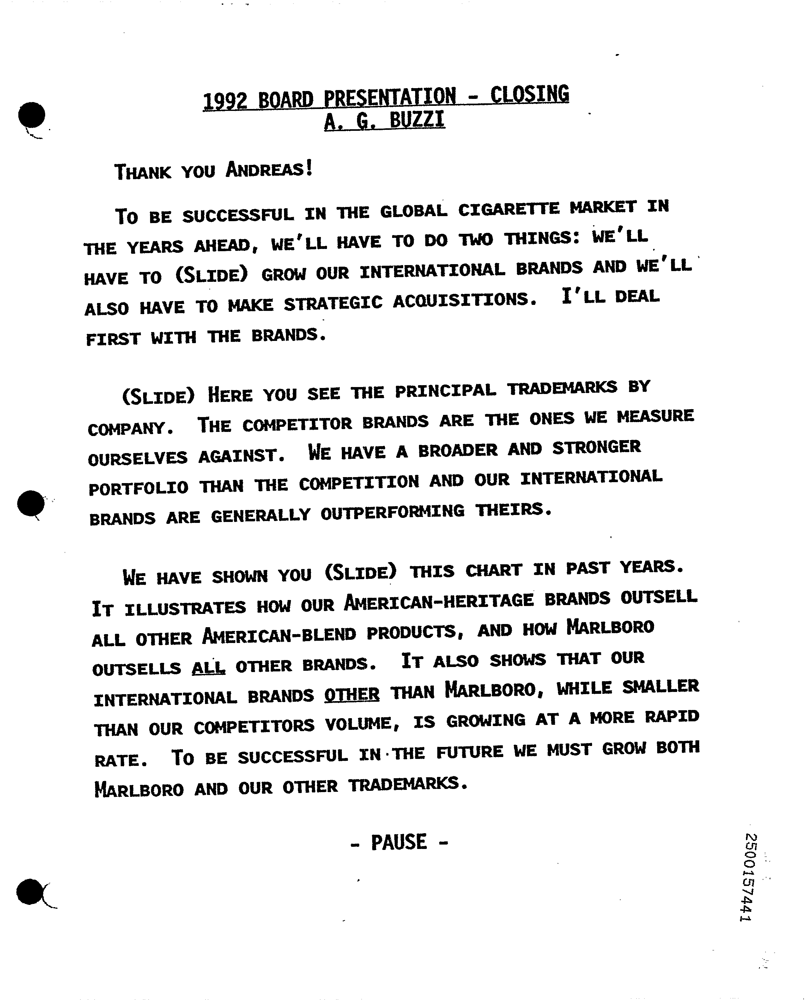 1992 BOARD PRESENTATION - CLOSING
A. G. BUZZI
THANK YOU ANDREAS!
TO BE SUCCESSFUL IN THE GLOBAL CIGARETTE MARKET IN
THE YEARS AHEAD, WE'LL HAVE TO DO TWO THINGS: WE'LL
HAVE TO (SLIDE) GROW OUR INTERNATIONAL BRANDS AND WE'LL
ALSO HAVE TO MAKE STRATEGIC ACQUISITIONS. I'LL DEAL
FIRST WITH THE BRANDS.
(SLIDE) HERE YOU SEE THE PRINCIPAL TRADEMARKS BY
COMPANY. THE COMPETITOR BRANDS ARE THE ONES WE MEASURE
OURSELVES AGAINST. WE HAVE A BROADER AND STRONGER
PORTFOLIO THAN THE COMPETITION AND OUR INTERNATIONAL
BRANDS ARE GENERALLY OUTPERFORMING THEIRS.
WE HAVE SHOWN YOU (SLIDE) THIS CHART IN PAST YEARS.
IT ILLUSTRATES HOW OUR AMERICAN-HERITAGE BRANDS OUTSELL
ALL OTHER AMERICAN-BLEND PRODUCTS, AND HOW MARLBORO
OUTSELLS ALL OTHER BRANDS. IT ALSO SHOWS THAT OUR
INTERNATIONAL BRANDS OTHER THAN MARLBORO, WHILE SMALLER
THAN OUR COMPETITORS VOLUME, IS GROWING AT A MORE RAPID
RATE. TO BE SUCCESSFUL IN THE FUTURE WE MUST GROW BOTH
MARLBORO AND OUR OTHER TRADEMARKS.
- PAUSE -
2500157441